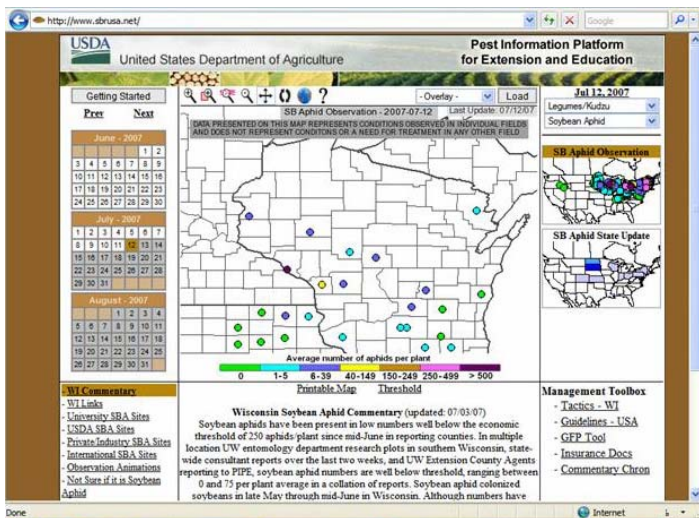 http://www.sbrusa.net/
Google
USDA
United States Department of Agriculture
Pest Information Platform
for Extension and Education
Getting Started
Prev Next
- Overlay -
Load
Jul 12, 2007
Legumes/Kudzu
Soybean Aphid
SB Aphid Observation - 2007-07-12
Last Update: 07/12/07
DATA PRESENTED ON THIS MAP REPRESENTS CONDITIONS OBSERVED IN INDIVIDUAL FIELDS
AND DOES NOT REPRESENT CONDITONS OR A NEED FOR TREATMENT IN ANY OTHER FIELD
June - 2007
1 2
3 4 5 6 7 8 9
10 11 12 13 14 15 16
17 18 19 20 21 22 23
24 25 26 27 28 29 30
July - 2007
1 2 3 4 5 6 7
8 9 10 11 12 13 14
15 16 17 18 19 20 21
22 23 24 25 26 27 28
29 30 31
August - 2007
1 2 3 4
5 6 7 8 9 10 11
12 13 14 15 16 17 18
19 20 21 22 23 24 25
26 27 28 29 30 31
SB Aphid Observation
SB Aphid State Update
Average number of aphids per plant
0 1-5 6-39 40-149 150-249 250-499 > 500
Printable Map Threshold
- WI Commentary
- WI Links
- University SBA Sites
- USDA SBA Sites
- Private/Industry SBA Sites
- International SBA Sites
- Observation Animations
- Not Sure if it is Soybean
Aphid
Wisconsin Soybean Aphid Commentary (updated: 07/03/07)
Soybean aphids have been present in low numbers well below the economic
threshold of 250 aphids/plant since mid-June in reporting counties. In multiple
location UW entomology department research plots in southern Wisconsin, state-
wide consultant reports over the last two weeks, and UW Extension County Agents
reporting to PIPE, soybean aphid numbers are well below threshold, ranging between
0 and 75 per plant average in a collation of reports. Soybean aphid colonized
soybeans in late May through mid-June in Wisconsin. Although numbers have
Management Toolbox
- Tactics - WI
- Guidelines - USA
- GFP Tool
- Insurance Docs
- Commentary Chron
Done
Internet